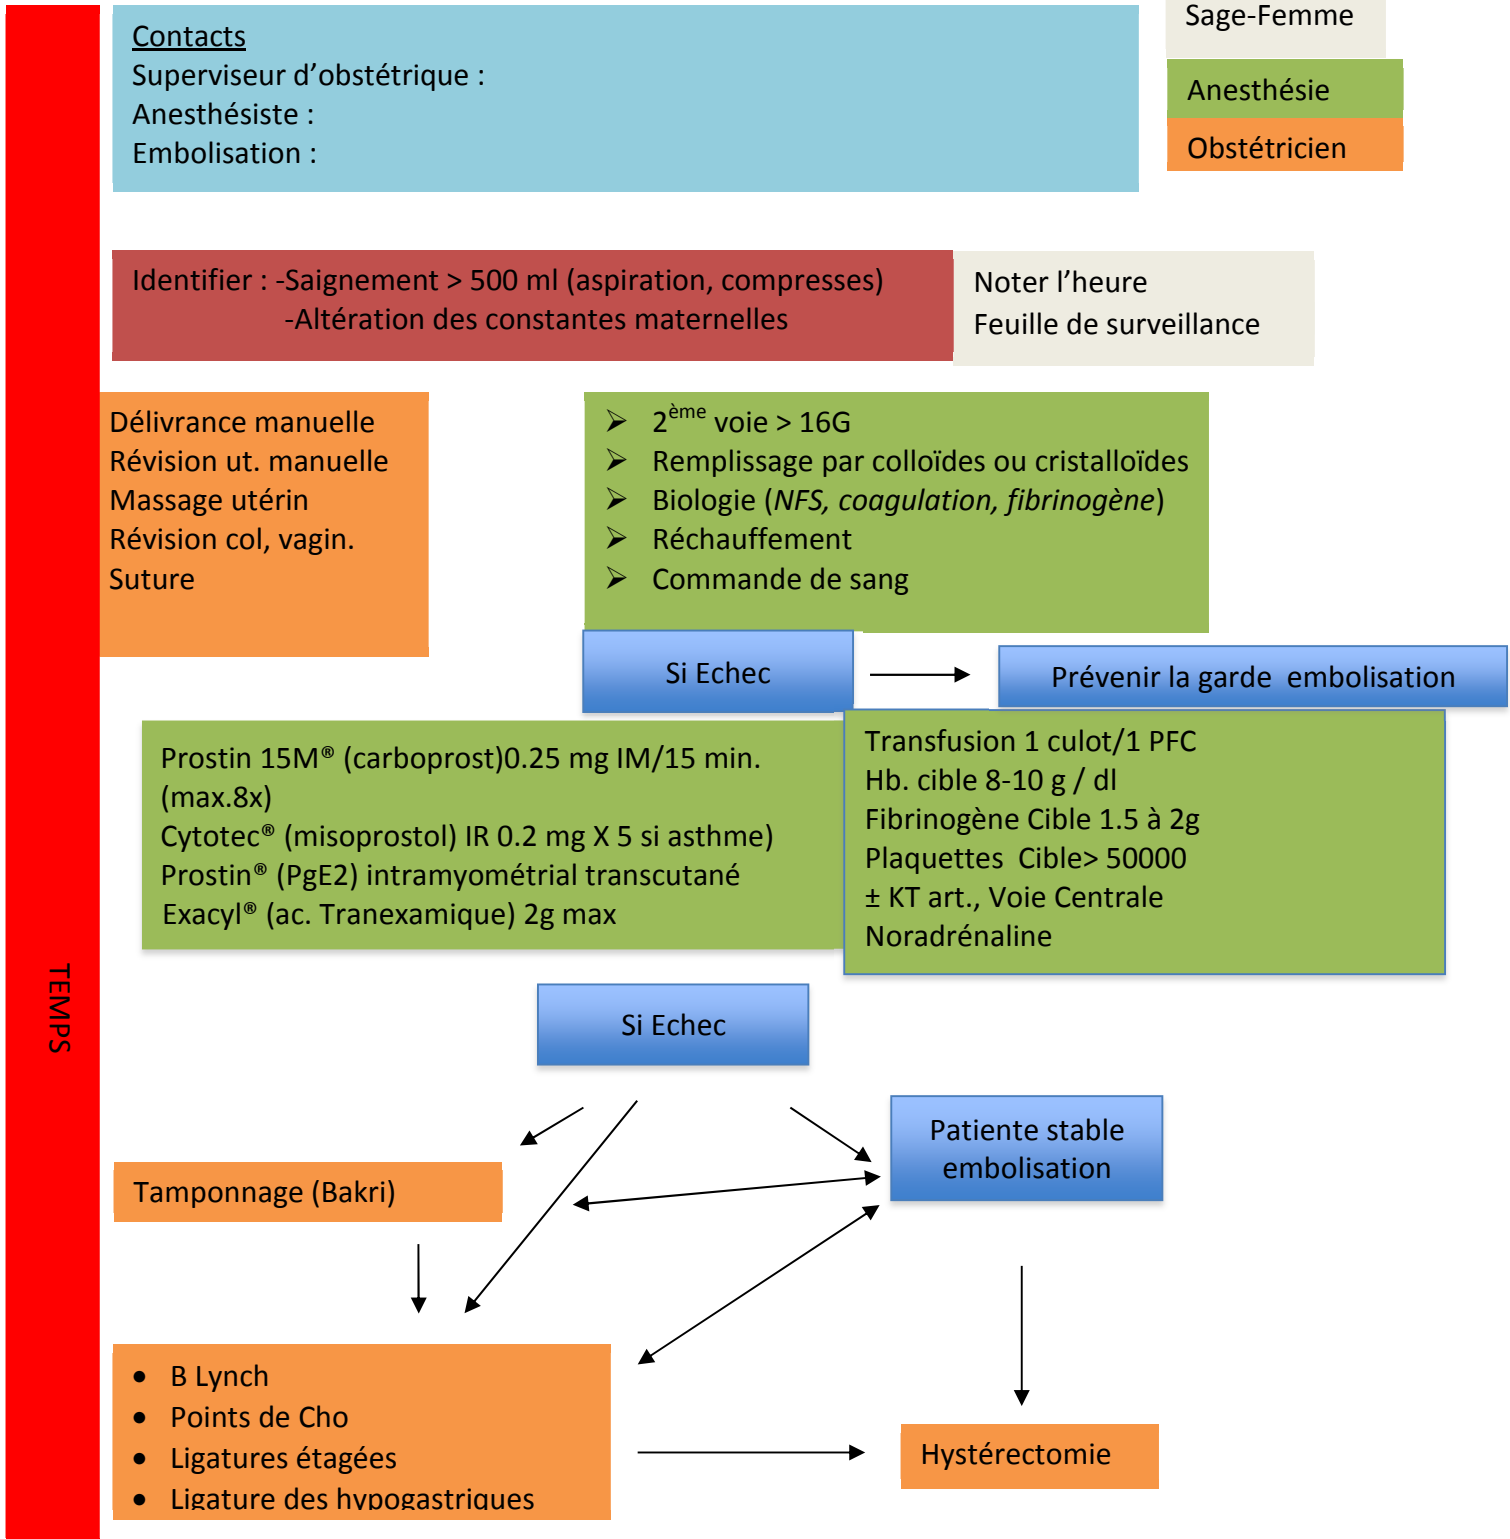 Contacts
Superviseur d'obstétrique :
Anesthésiste :
Embolisation :
Sage-Femme
Anesthésie
Obstétricien
Identifier : -Saignement > 500 ml (aspiration, compresses)
-Altération des constantes maternelles
Noter l'heure
Feuille de surveillance
Délivrance manuelle
Révision ut. manuelle
Massage utérin
Révision col, vagin.
Suture
➢ 2ème voie > 16G
➢ Remplissage par colloïdes ou cristalloïdes
➢ Biologie (NFS, coagulation, fibrinogène)
➢ Réchauffement
➢ Commande de sang
Si Echec
Prévenir la garde embolisation
Prostin 15M® (carboprost)0.25 mg IM/15 min.
(max.8x)
Cytotec® (misoprostol) IR 0.2 mg X 5 si asthme)
Prostin® (PgE2) intramyométrial transcutané
Exacyl® (ac. Tranexamique) 2g max
Transfusion 1 culot/1 PFC
Hb. cible 8-10 g / dl
Fibrinogène Cible 1.5 à 2g
Plaquettes Cible> 50000
± KT art., Voie Centrale
Noradrénaline
TEMPS
Si Echec
Patiente stable
embolisation
Tamponnage (Bakri)
• B Lynch
• Points de Cho
• Ligatures étagées
• Ligature des hypogastriques
Hystérectomie